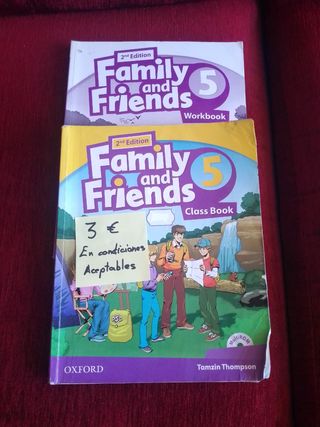 2nd Edition
Family
and
Friends
5
Workbook
2nd Edition
Family
and
Friends
5
Class Book
3 €
En condiciones
Aceptables
OXFORD
Tamzin Thompson